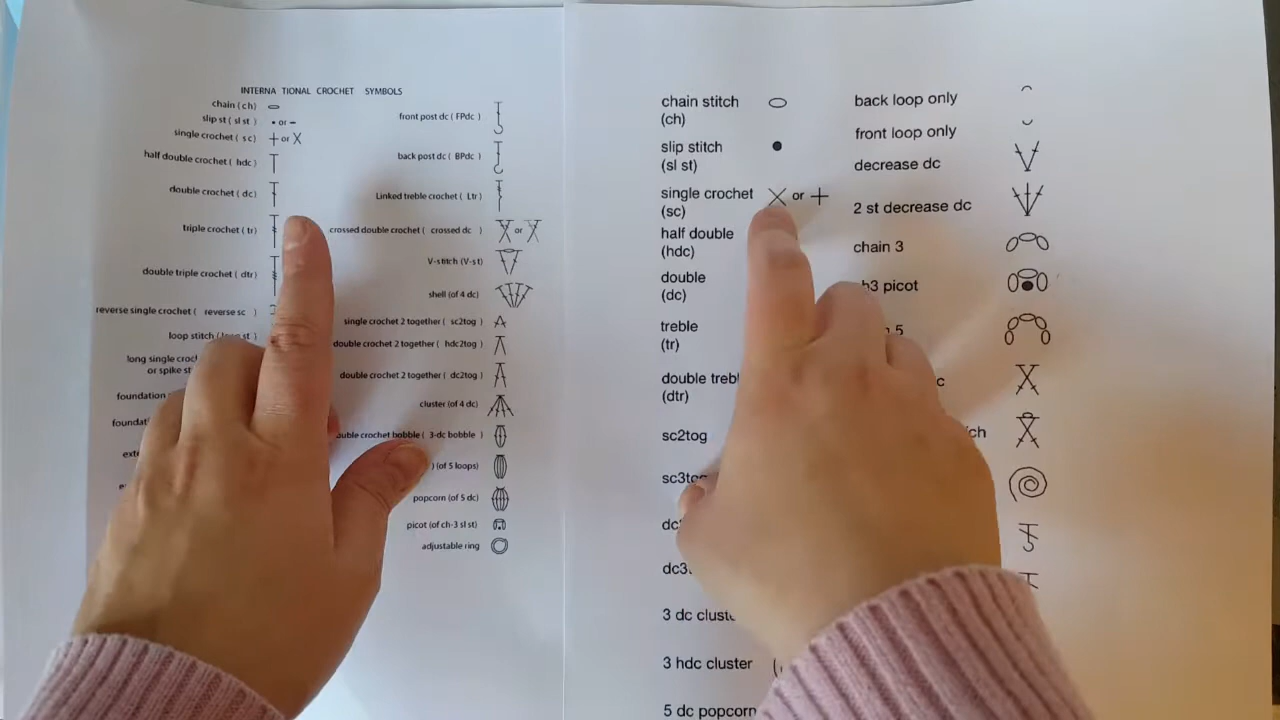 INTERNA TIONAL CROCHET SYMBOLS
chain (ch)
slip st ( sl st ) • or –
single crochet ( sc) + or X
half double crochet ( hdc)
double crochet ( dc)
triple crochet ( tr)
double triple crochet ( dtr)
reverse single crochet ( reverse sc )
loop stitch ( st )
long single
or spike
foundation
front post dc ( FPdc )
back post dc ( BPdc )
Linked treble crochet ( Ltr)
crossed double crochet ( crossed dc ) or
V-stitch (V-st)
shell (of 4 dc)
single crochet 2 together ( sc2tog )
double crochet 2 together ( hdc2tog )
double crochet 2 together ( dc2tog )
cluster (of 4 dc)
crochet bobble ( 3-dc bobble )
) (of 5 loops)
popcorn (of 5 dc)
picot (of ch-3 sl st)
adjustable ring
chain stitch
(ch)
slip stitch
(sl st)
single crochet X or +
(sc)
half double
(hdc)
double
(dc)
treble
(tr)
double
(dtr)
sc2tog
3 dc
3 hdc cluster
5 dc popcorn
back loop only
front loop only
decrease dc
2 st decrease dc
chain 3
picot
5